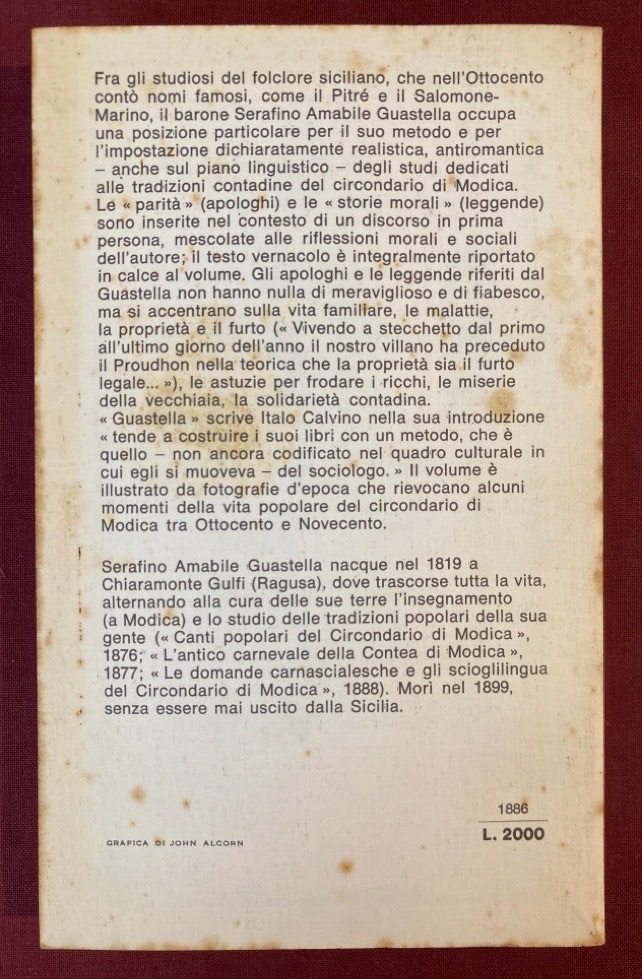 Fra gli studiosi del folclore siciliano, che nell'Ottocento
contò nomi famosi, come il Pitré e il Salomone-
Marino, il barone Serafino Amabile Guastella occupa
una posizione particolare per il suo metodo e per
l'impostazione dichiaratamente realistica, antiromantica
– anche sul piano linguistico – degli studi dedicati
alle tradizioni contadine del circondario di Modica.
Le « parità » (apologhi) e le « storie morali » (leggende)
sono inserite nel contesto di un discorso in prima
persona, mescolate alle riflessioni morali e sociali
dell'autore; il testo vernacolo è integralmente riportato
in calce al volume. Gli apologhi e le leggende riferiti dal
Guastella non hanno nulla di meraviglioso e di fiabesco,
ma si accentrano sulla vita familiare, le malattie,
la proprietà e il furto (« Vivendo a stecchetto dal primo
all'ultimo giorno dell'anno il nostro villano ha preceduto
il Proudhon nella teorica che la proprietà sia il furto
legale... »), le astuzie per frodare i ricchi, le miserie
della vecchiaia, la solidarietà contadina.
« Guastella » scrive Italo Calvino nella sua introduzione
« tende a costruire i suoi libri con un metodo, che è
quello – non ancora codificato nel quadro culturale in
cui egli si muoveva – del sociologo. » Il volume è
illustrato da fotografie d'epoca che rievocano alcuni
momenti della vita popolare del circondario di
Modica tra Ottocento e Novecento.
Serafino Amabile Guastella nacque nel 1819 a
Chiaramonte Gulfi (Ragusa), dove trascorse tutta la vita,
alternando alla cura delle sue terre l'insegnamento
(a Modica) e lo studio delle tradizioni popolari della sua
gente (« Canti popolari del Circondario di Modica »,
1876; « L'antico carnevale della Contea di Modica »,
1877; « Le domande carnascialesche e gli scioglilingua
del Circondario di Modica », 1888). Morì nel 1899,
senza essere mai uscito dalla Sicilia.
1886
L. 2000
GRAFICA DI JOHN ALCORN